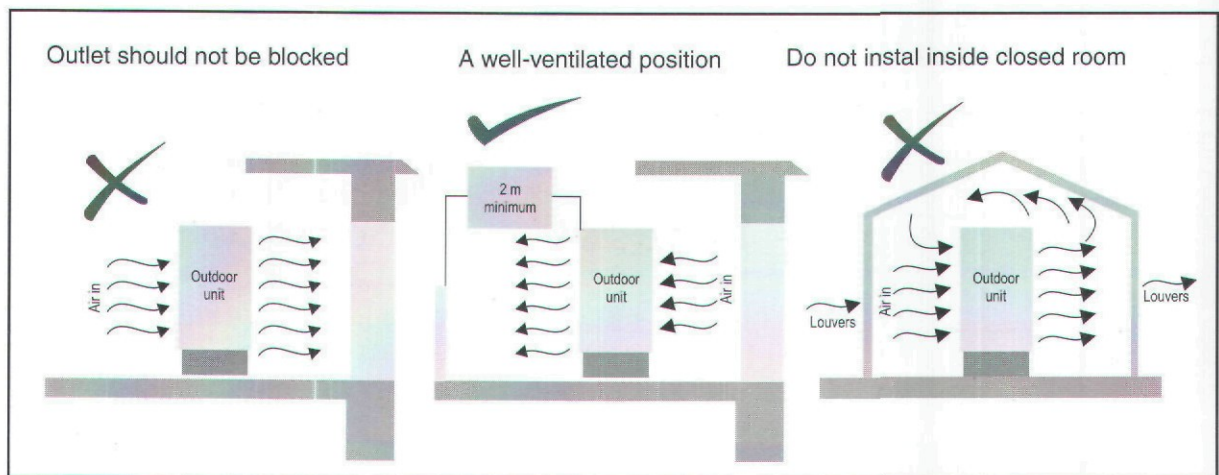 Outlet should not be blocked
Air in
Outdoor
unit
A well-ventilated position
2 m
minimum
Outdoor
unit
Air in
Do not instal inside closed room
Louvers
Air in
Outdoor
unit
Louvers